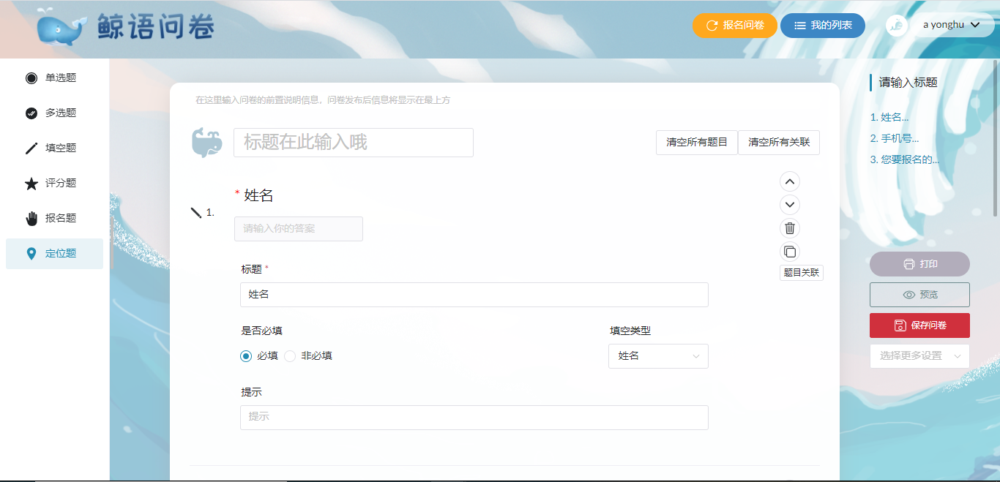 鲸语问卷
报名问卷
我的列表
a yonghu
单选题
多选题
填空题
评分题
报名题
定位题
在这里输入问卷的前置说明信息，问卷发布后信息将显示在最上方
标题在此输入哦
清空所有题目
清空所有关联
1.
* 姓名
请输入你的答案
题目关联
标题 *
姓名
是否必填
必填
非必填
填空类型
姓名
提示
提示
请输入标题
1. 姓名...
2. 手机号...
3. 您要报名的...
打印
预览
保存问卷
选择更多设置